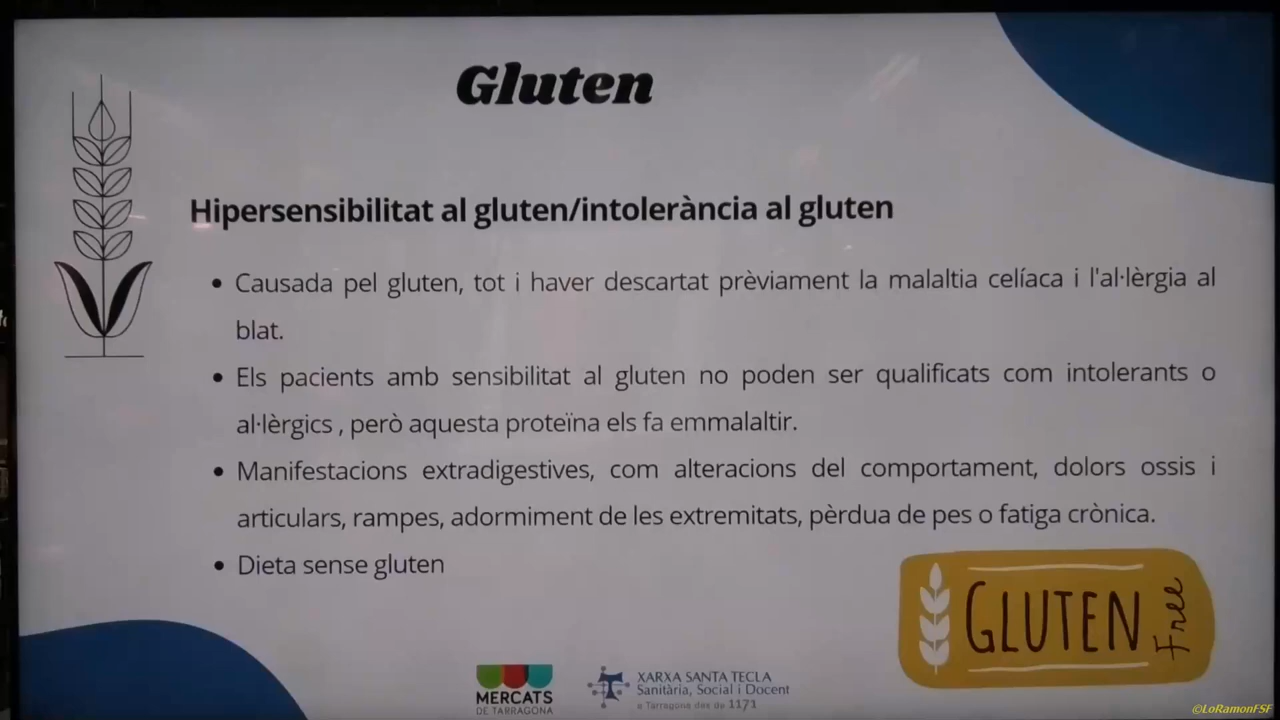 Gluten
Hipersensibilitat al gluten/intolerància al gluten
• Causada pel gluten, tot i haver descartat prèviament la malaltia celíaca i l'al·lèrgia al
blat.
• Els pacients amb sensibilitat al gluten no poden ser qualificats com intolerants o
al·lèrgics , però aquesta proteïna els fa emmalaltir.
• Manifestacions extradigestives, com alteracions del comportament, dolors ossis i
articulars, rampes, adormiment de les extremitats, pèrdua de pes o fatiga crònica.
• Dieta sense gluten
GLUTEN
Free
MERCATS
DE TARRAGONA
XARXA SANTA TECLA
Sanitària, Social i Docent
a Tarragona des de 1171
©LoRamonFSF